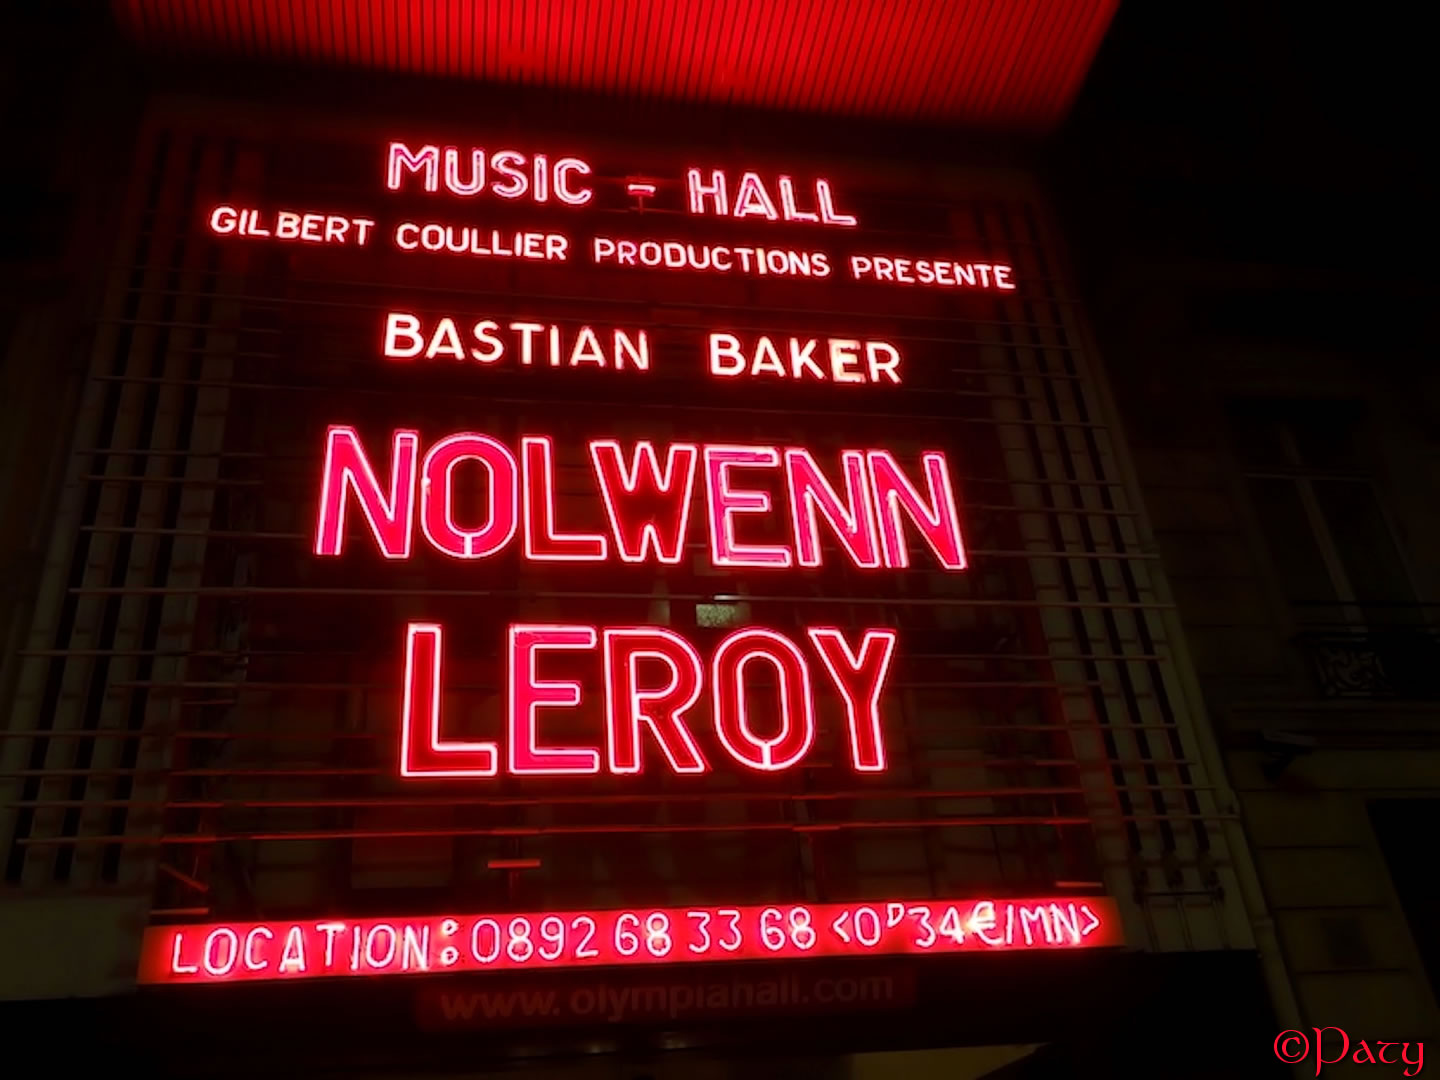 MUSIC - HALL
GILBERT COULLIER PRODUCTIONS PRESENTE
BASTIAN BAKER
NOLWENN
LEROY
LOCATION: 0892 68 33 68 <0'34€/MN>
www.olympiahall.com
©Paty